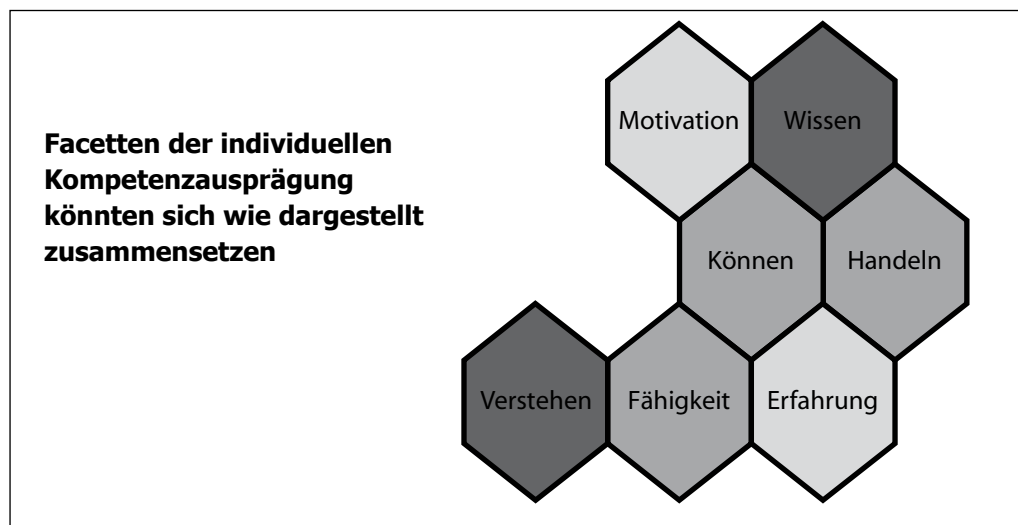 Facetten der individuellen
Kompetenzausprägung
könnten sich wie dargestellt
zusammensetzen
Motivation
Wissen
Können
Handeln
Verstehen
Fähigkeit
Erfahrung